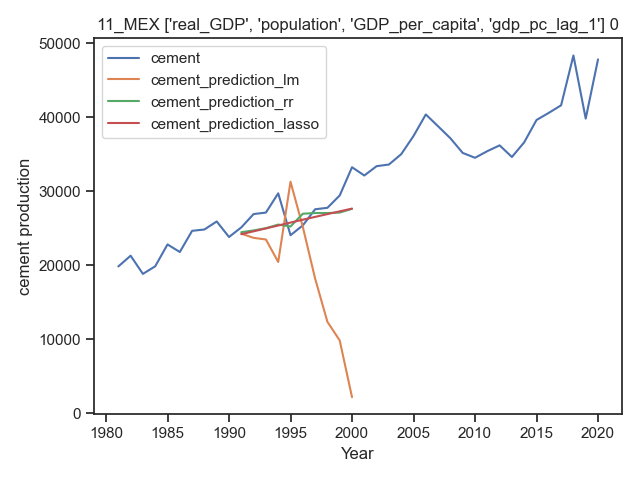 11_MEX ['real_GDP', 'population', 'GDP_per_capita', 'gdp_pc_lag_1'] 0
50000
40000
30000
20000
10000
0
cement production
cement
cement_prediction_lm
cement_prediction_rr
cement_prediction_lasso
1980 1985 1990 1995 2000 2005 2010 2015 2020
Year